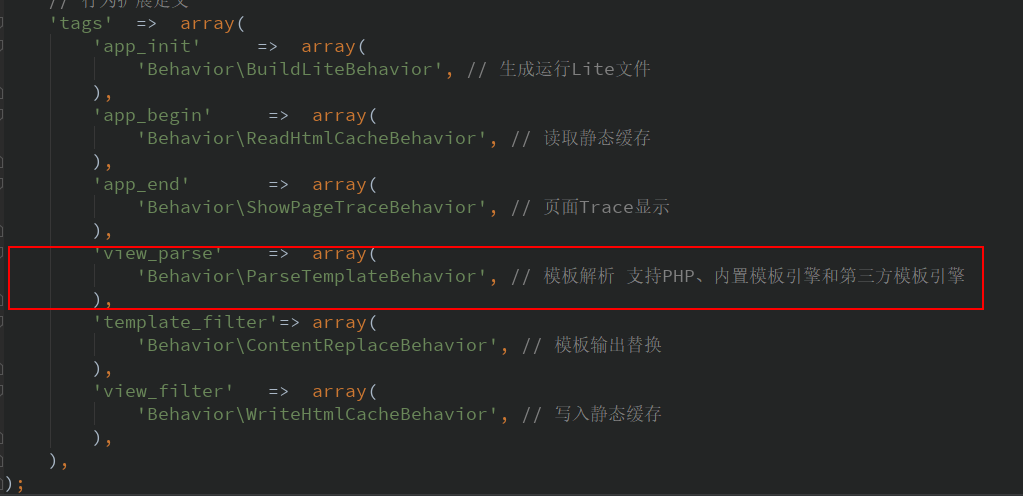 // 行为扩展定义
'tags'  =>  array(
    'app_init'     =>  array(
        'Behavior\BuildLiteBehavior', // 生成运行Lite文件
    ),
    'app_begin'     =>  array(
        'Behavior\ReadHtmlCacheBehavior', // 读取静态缓存
    ),
    'app_end'       =>  array(
        'Behavior\ShowPageTraceBehavior', // 页面Trace显示
    ),
    'view_parse'    =>  array(
        'Behavior\ParseTemplateBehavior', // 模板解析 支持PHP、内置模板引擎和第三方模板引擎
    ),
    'template_filter'=> array(
        'Behavior\ContentReplaceBehavior', // 模板输出替换
    ),
    'view_filter'   =>  array(
        'Behavior\WriteHtmlCacheBehavior', // 写入静态缓存
    ),
),
);